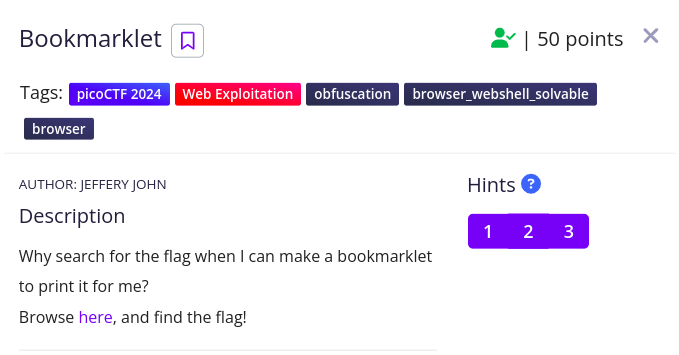 Bookmarklet | 50 points
Tags: picoCTF 2024 Web Exploitation obfuscation browser_webshell_solvable
browser
AUTHOR: JEFFERY JOHN
Hints ?
Description
1 2 3
Why search for the flag when I can make a bookmarklet
to print it for me?
Browse here, and find the flag!